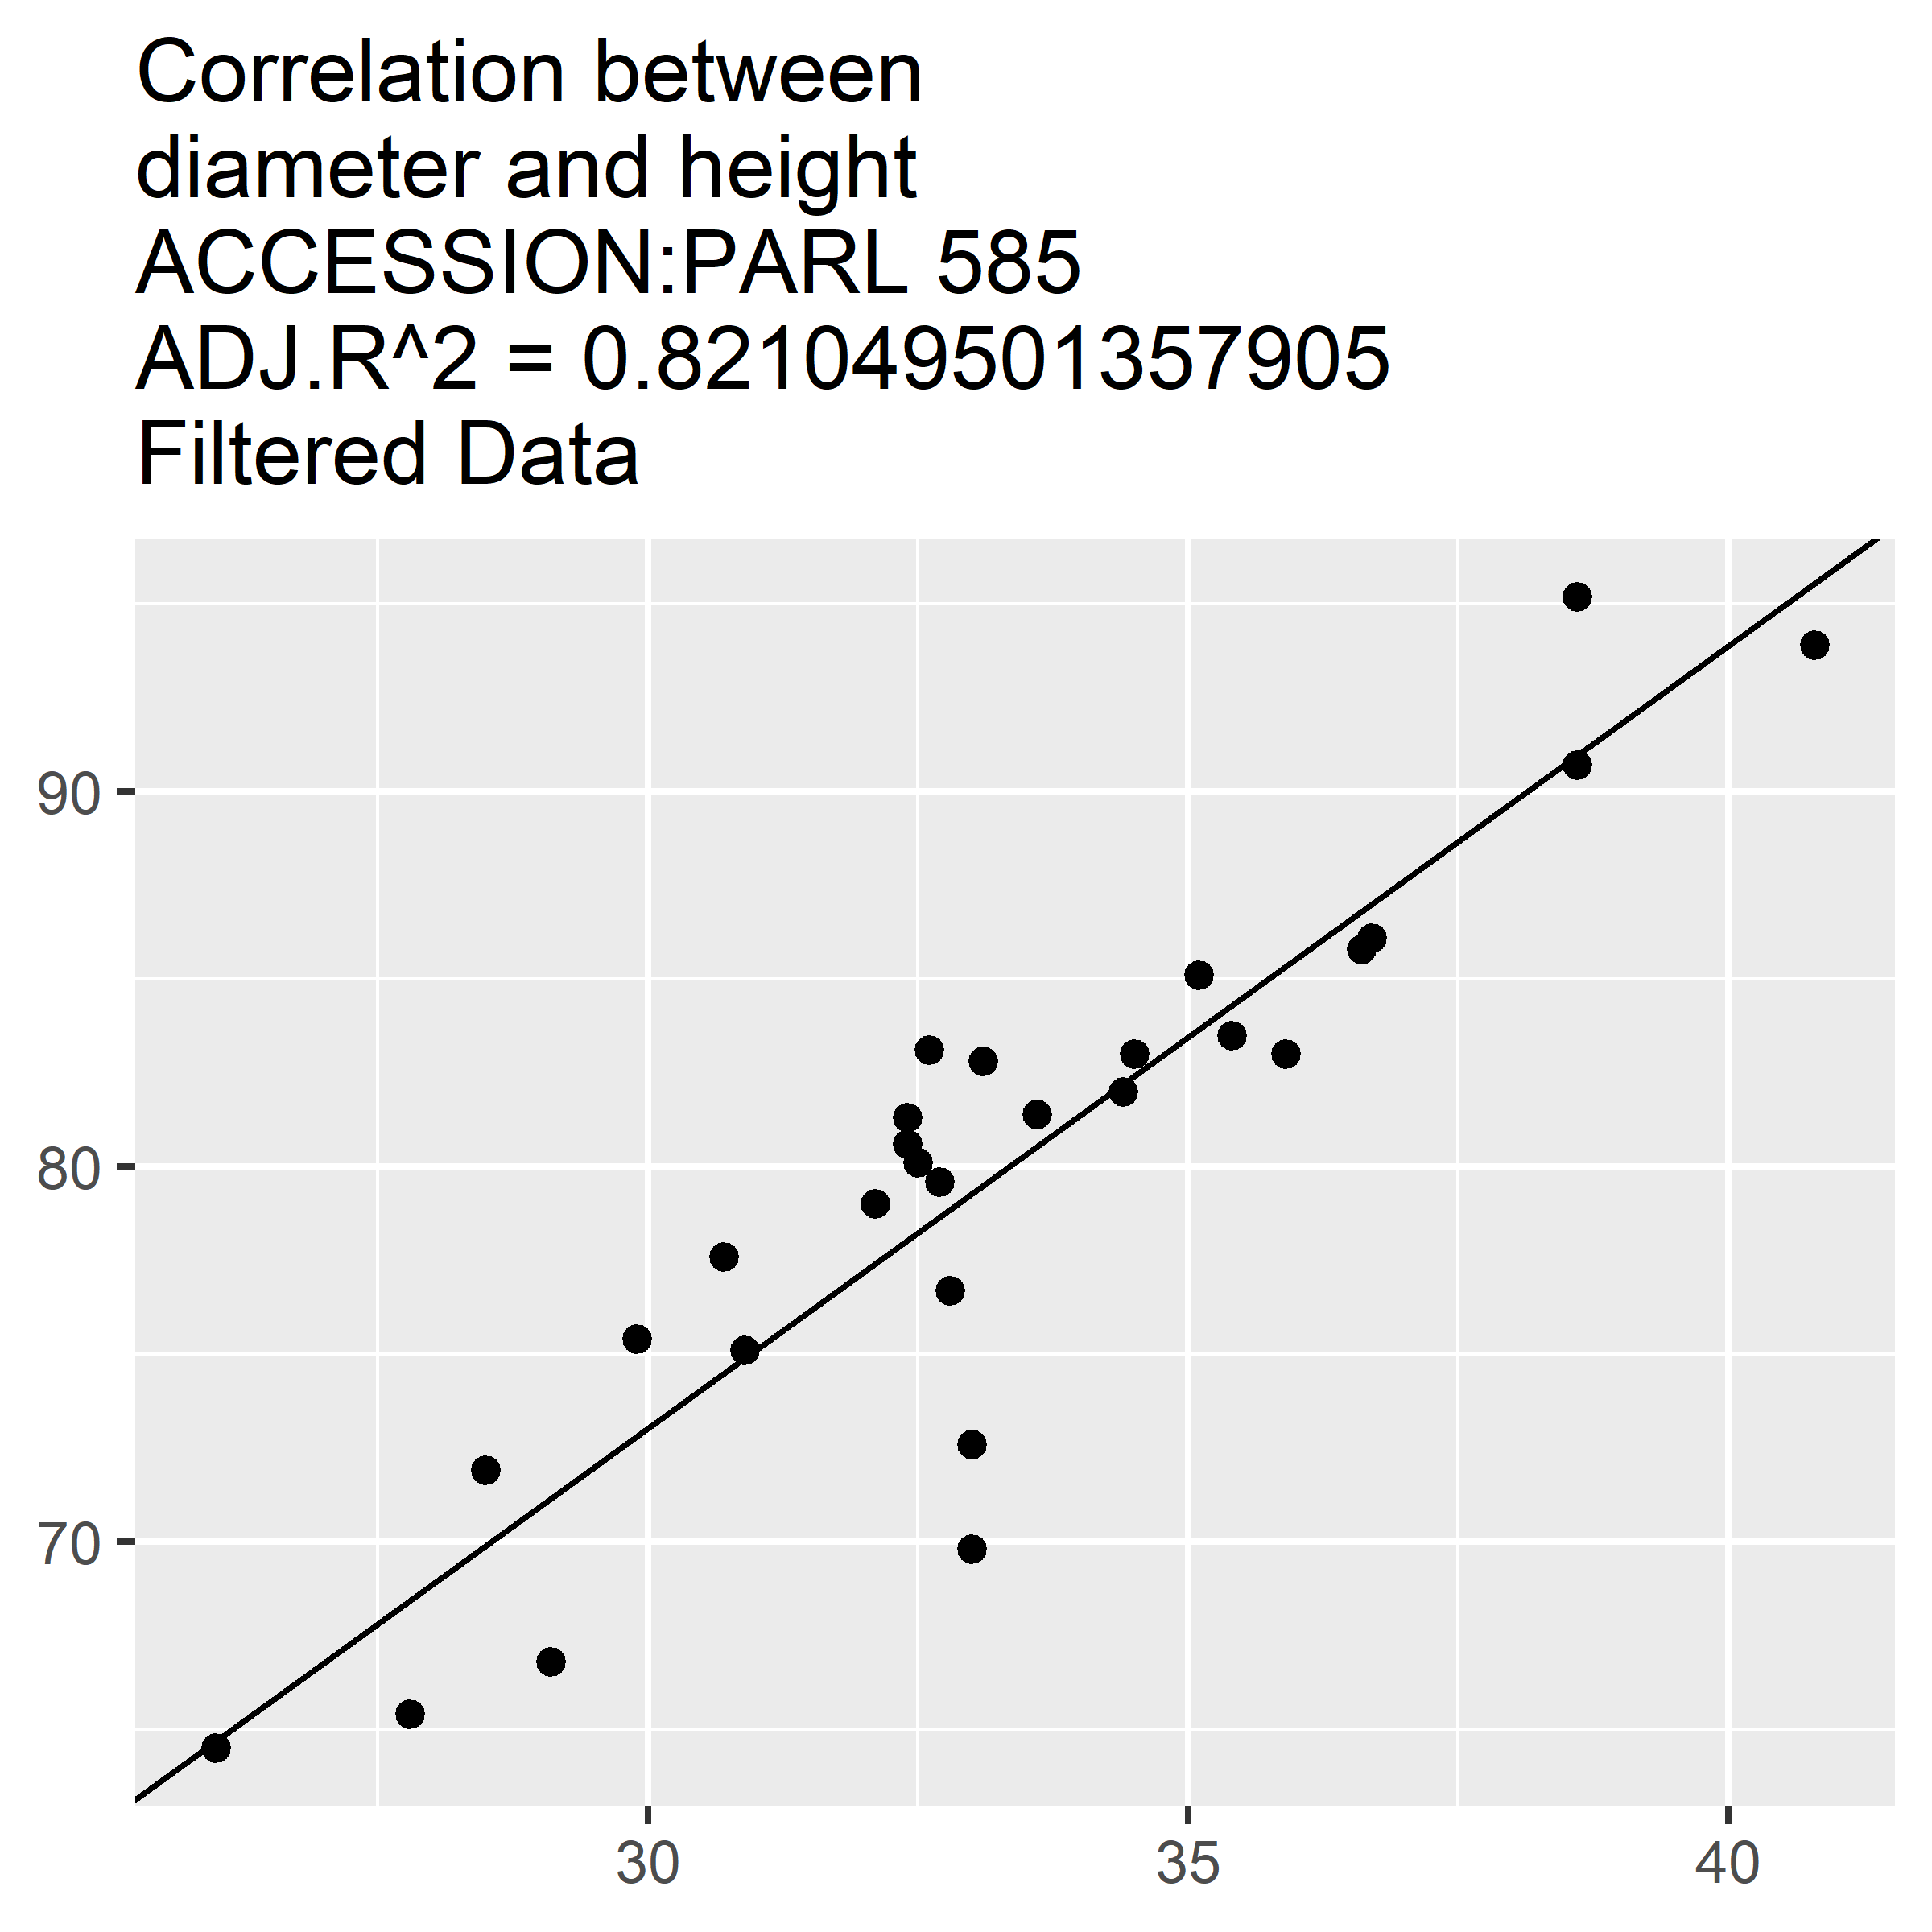 Correlation between
diameter and height
ACCESSION:PARL 585
ADJ.R^2 = 0.821049501357905
Filtered Data
90
80
70
30 35 40